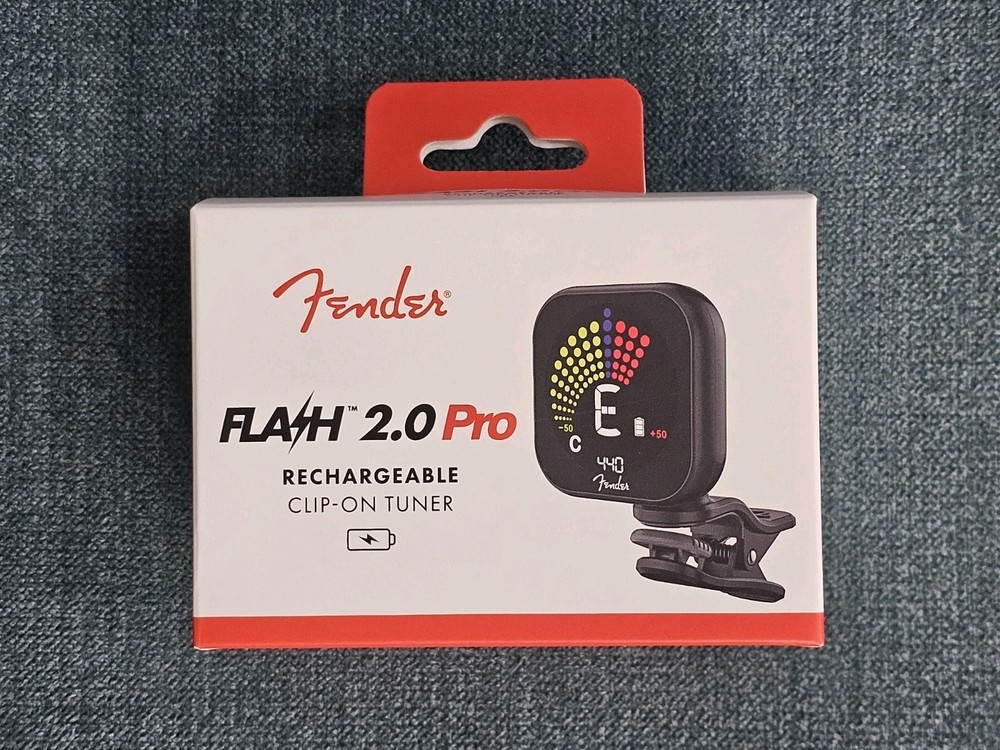 Fender®
FLASH™ 2.0 Pro
RECHARGEABLE
CLIP-ON TUNER
E
-50
C
+50
440
Fender